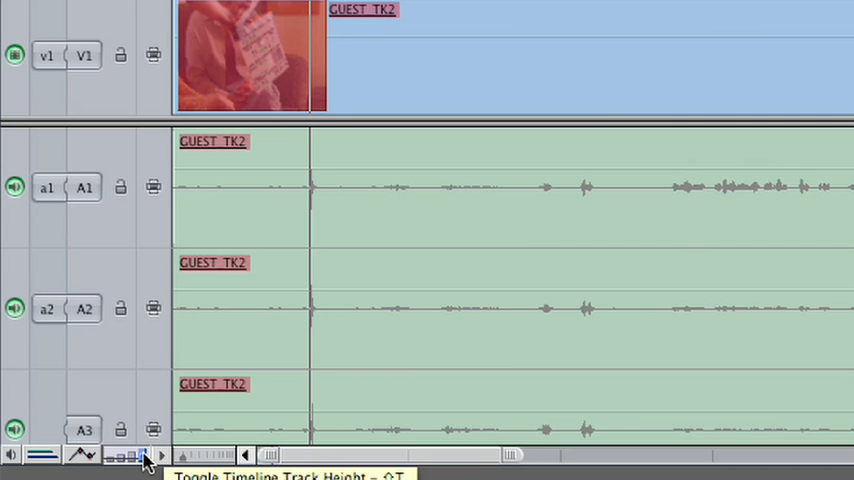 GUEST_TK2
v1 V1
GUEST_TK2
a1 A1
GUEST_TK2
a2 A2
GUEST_TK2
A3
Toggle Timeline Track Height – ⇧T